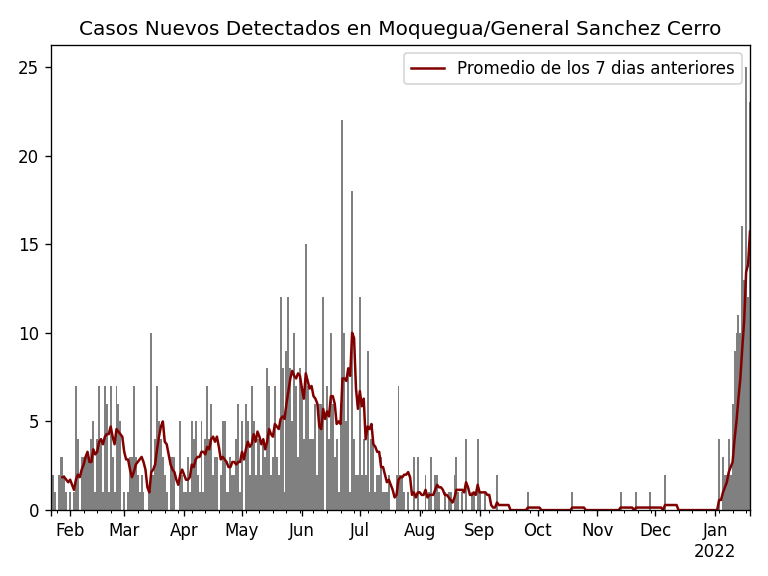 Casos Nuevos Detectados en Moquegua/General Sanchez Cerro
Promedio de los 7 dias anteriores
25
20
15
10
5
0
Feb Mar Apr May Jun Jul Aug Sep Oct Nov Dec Jan
2022